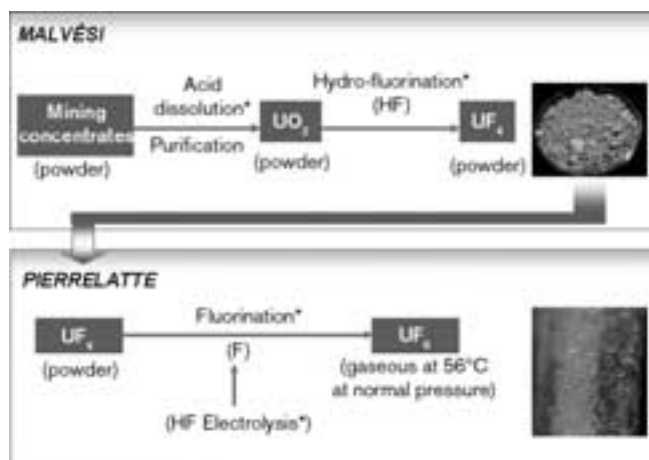 MALVÉSI
Mining
concentrates
(powder)
Acid
dissolution*
Purification
UO₃
(powder)
Hydro-fluorination*
(HF)
UF₄
(powder)
PIERRELATTE
UF₄
(powder)
Fluorination*
(F)
(HF Electrolysis*)
UF₆
(gaseous at 56°C
at normal pressure)